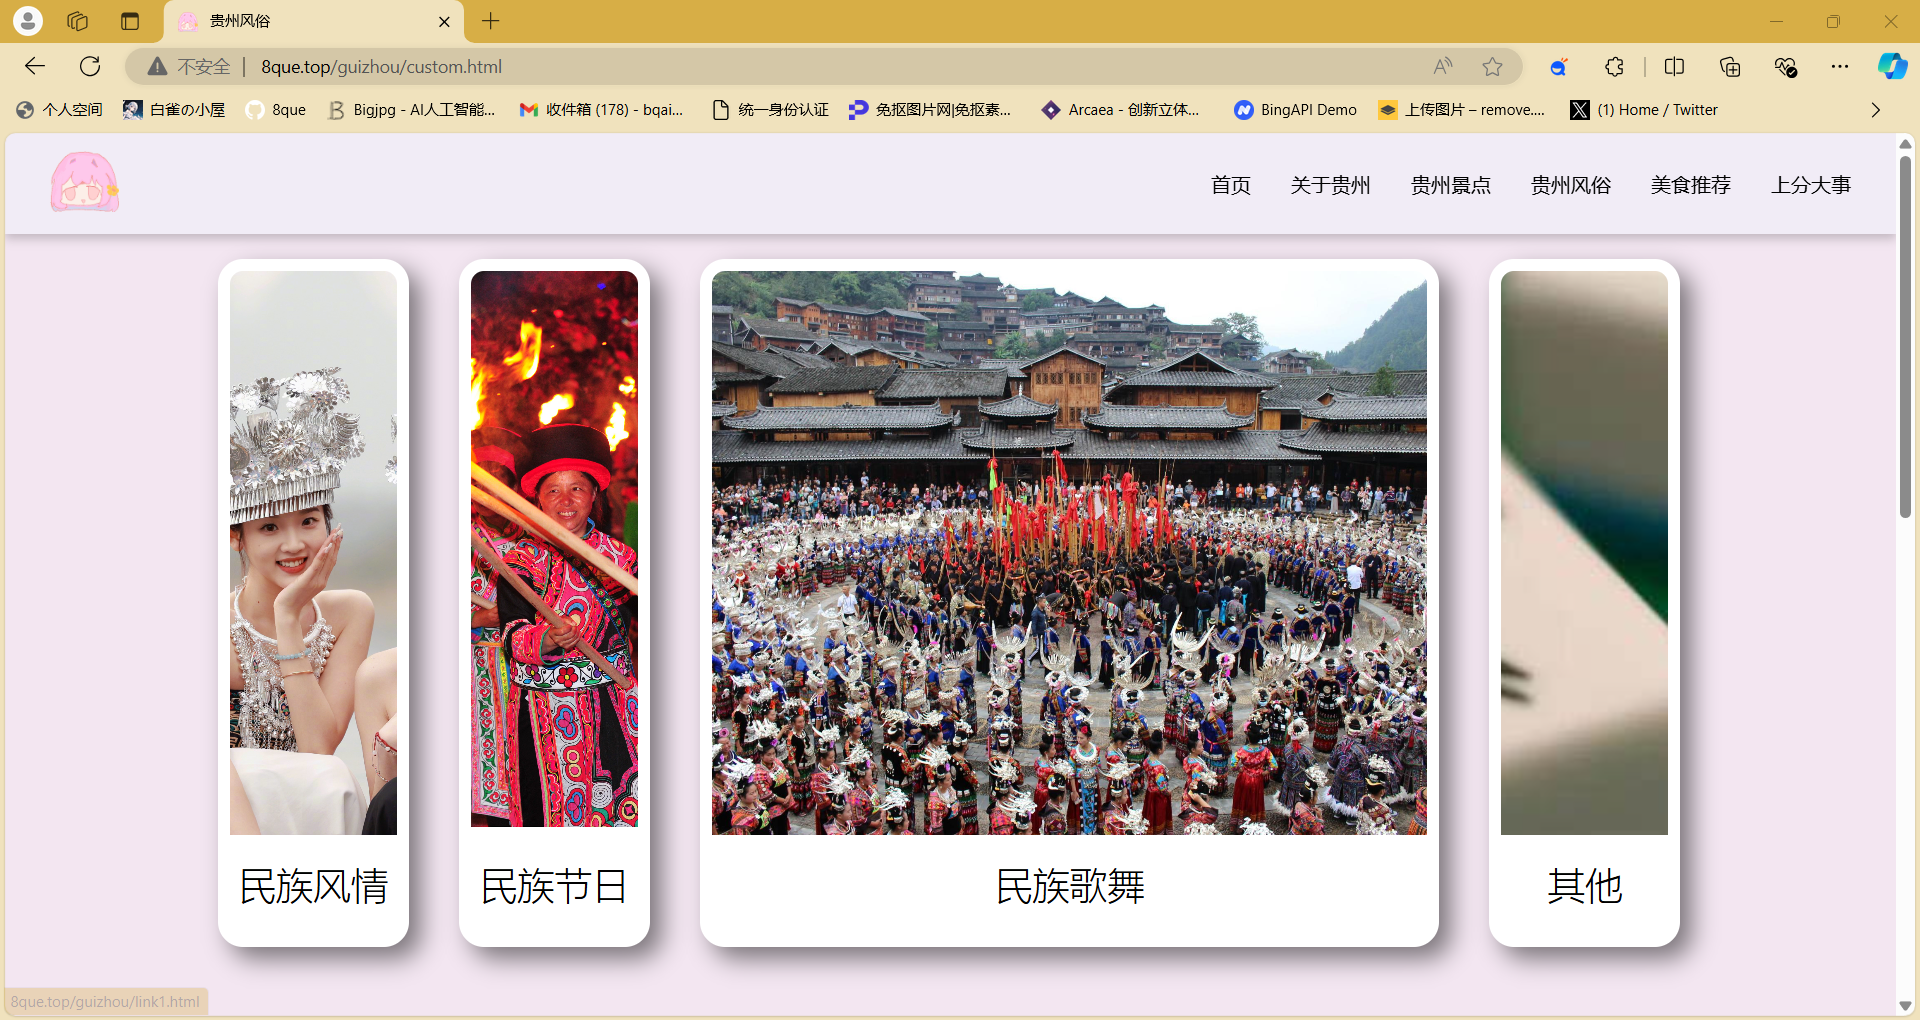 贵州风俗
不安全 | 8que.top/guizhou/custom.html
个人空间 白雀の小屋 8que Bigjpg - AI人工智能... 收件箱 (178) - bqai... 统一身份认证 免抠图片网|免抠素... Arcaea - 创新立体... BingAPI Demo 上传图片 – remove.... (1) Home / Twitter
首页 关于贵州 贵州景点 贵州风俗 美食推荐 上分大事
民族风情 民族节日 民族歌舞 其他
8que.top/guizhou/link1.html